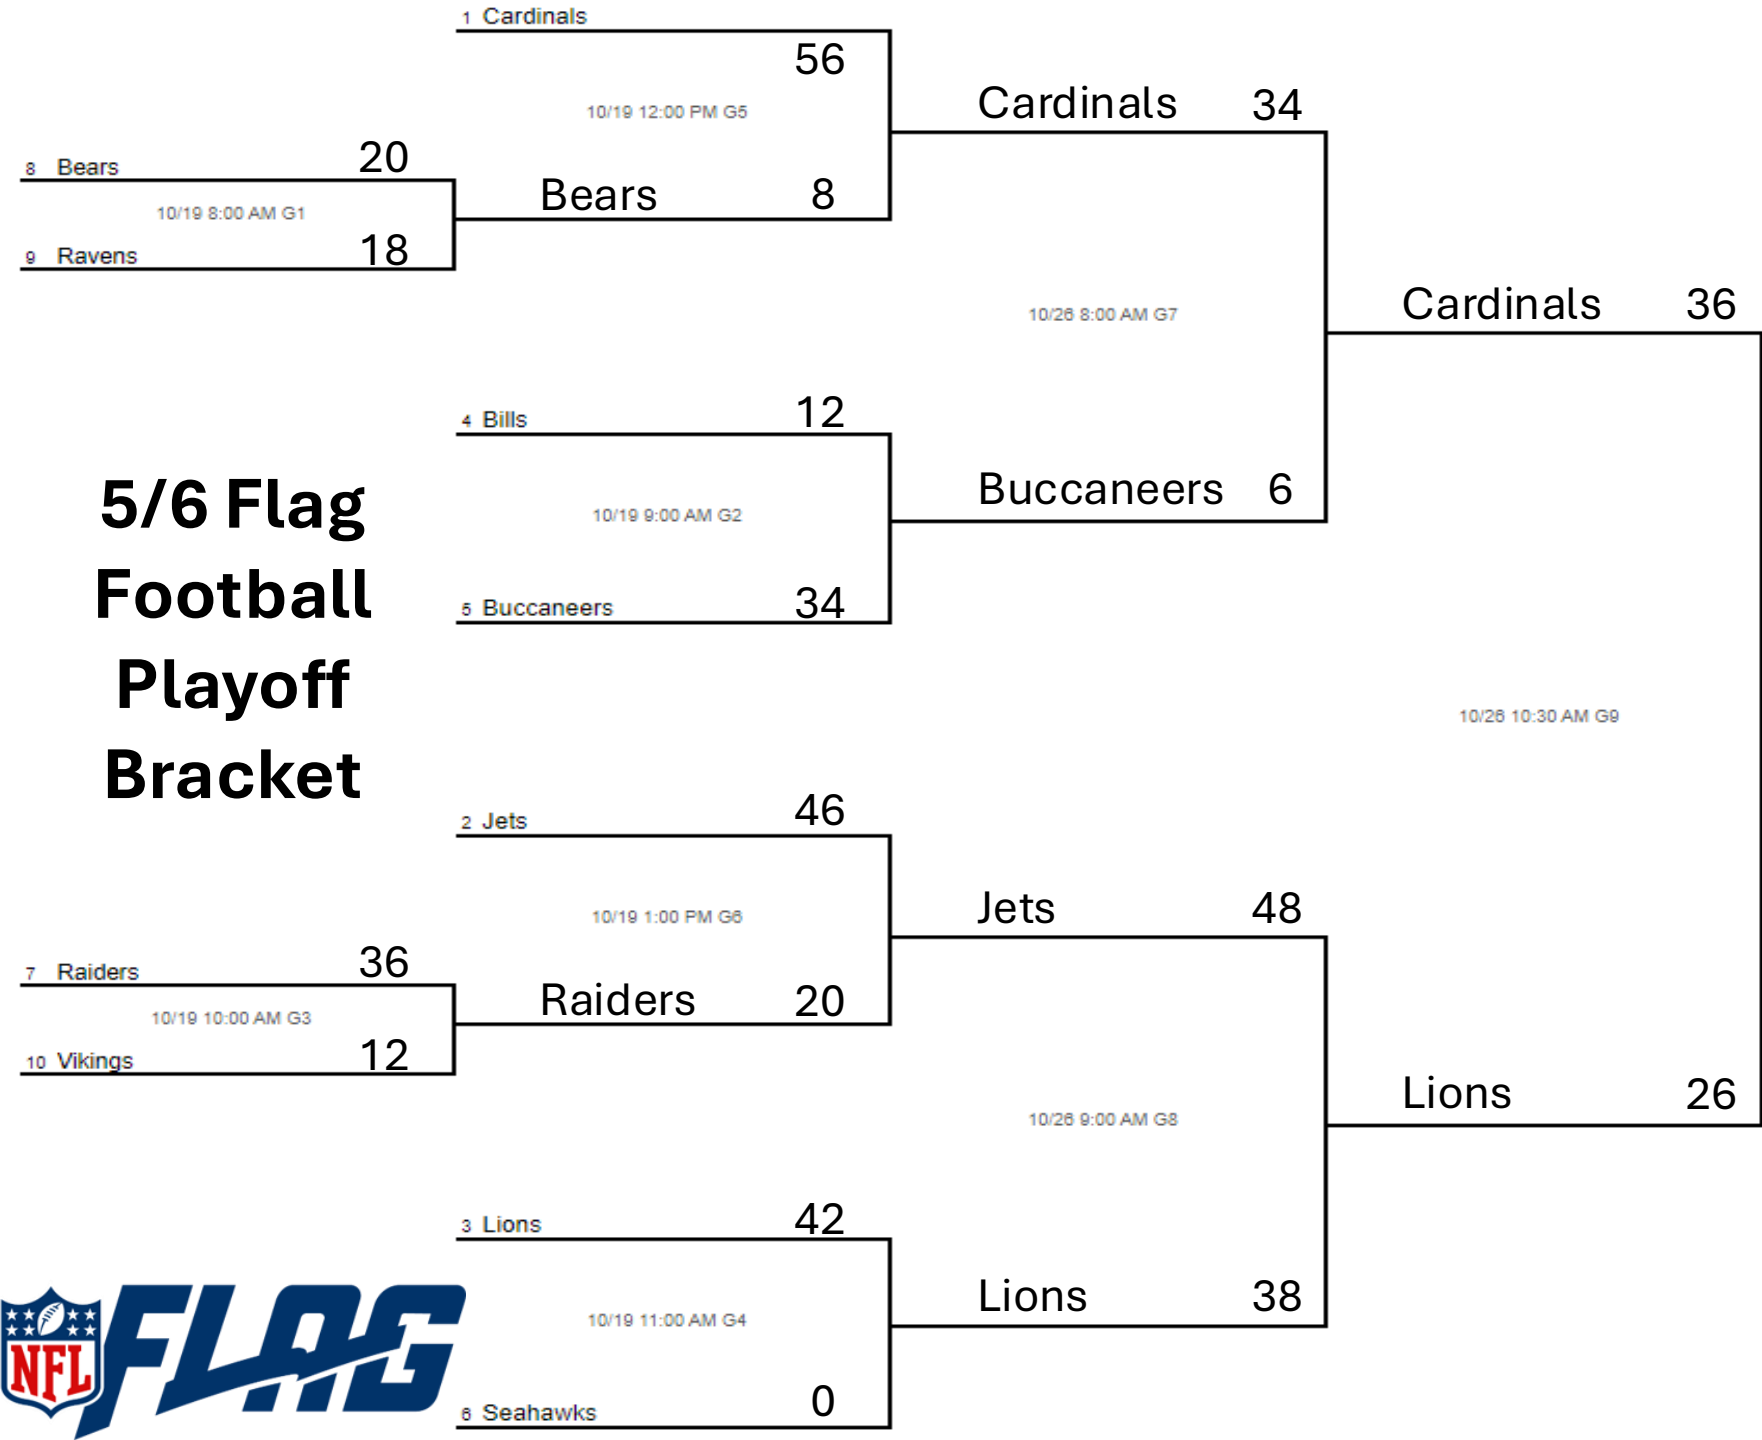 1 Cardinals
56
10/19 12:00 PM G5
Cardinals 34
8 Bears 20
10/19 8:00 AM G1
Bears 8
9 Ravens 18
10/26 8:00 AM G7
Cardinals 36
4 Bills 12
10/19 9:00 AM G2
Buccaneers 6
5 Buccaneers 34
5/6 Flag
Football
Playoff
Bracket
10/26 10:30 AM G9
2 Jets 46
10/19 1:00 PM G6
Jets 48
7 Raiders 36
10/19 10:00 AM G3
Raiders 20
10 Vikings 12
10/26 9:00 AM G8
Lions 26
3 Lions 42
10/19 11:00 AM G4
Lions 38
6 Seahawks 0
NFL FLAG